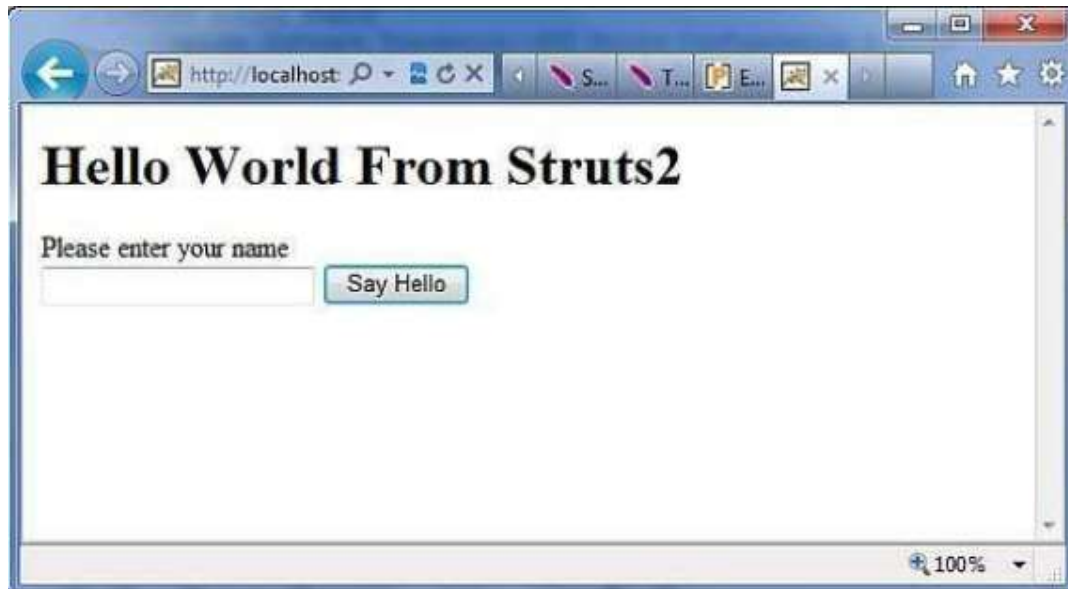 http://localhost:
S...
T...
E...
Hello World From Struts2
Please enter your name
Say Hello
100%